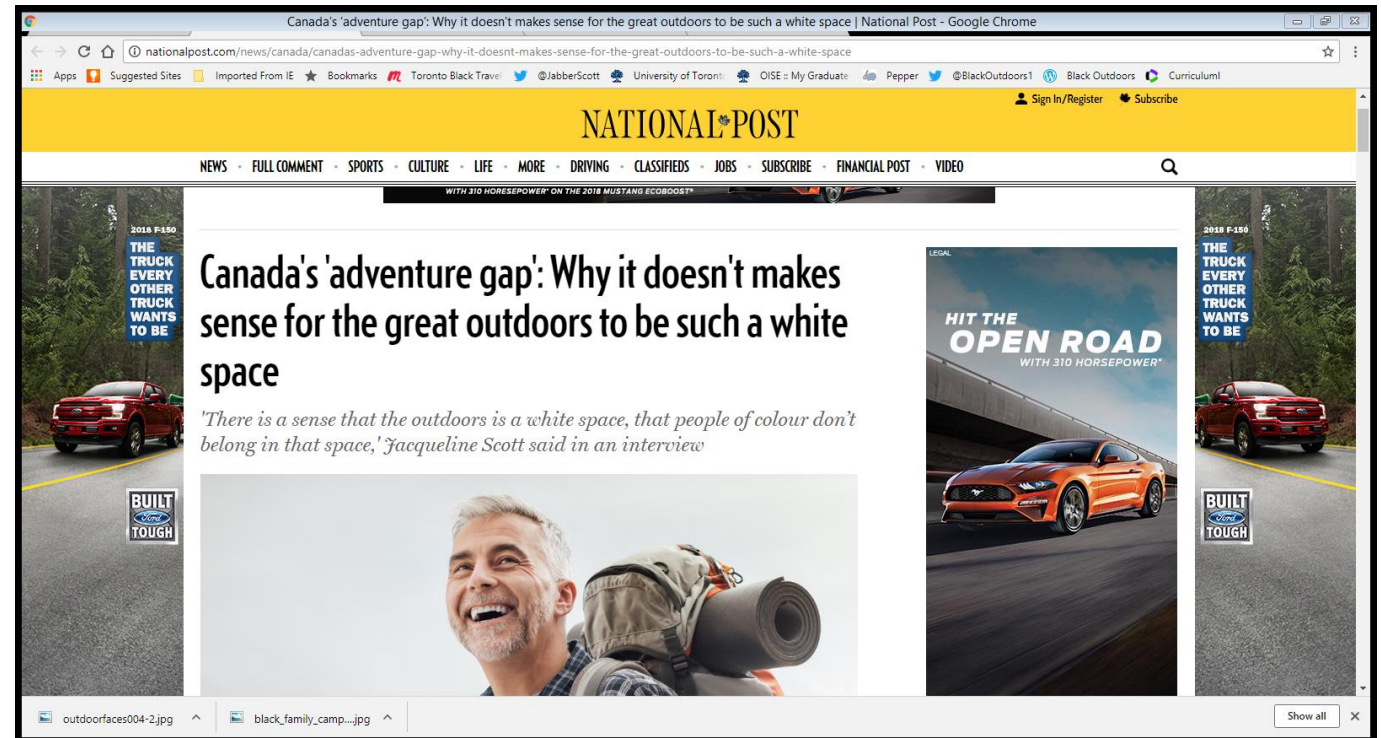 Canada's 'adventure gap': Why it doesn't makes sense for the great outdoors to be such a white space | National Post - Google Chrome
nationalpost.com/news/canada/canadas-adventure-gap-why-it-doesnt-makes-sense-for-the-great-outdoors-to-be-such-a-white-space
Apps Suggested Sites Imported From IE Bookmarks Toronto Black Travel @JabberScott University of Toront OISE :: My Graduate Pepper @BlackOutdoors1 Black Outdoors Curriculuml
Sign In/Register Subscribe
NATIONAL POST
NEWS FULL COMMENT SPORTS CULTURE LIFE MORE DRIVING CLASSIFIEDS JOBS SUBSCRIBE FINANCIAL POST VIDEO
WITH 310 HORESEPOWER* ON THE 2018 MUSTANG ECOBOOST*
2018 F-150
THE
TRUCK
EVERY
OTHER
TRUCK
WANTS
TO BE
BUILT
Ford
TOUGH
Canada's 'adventure gap': Why it doesn't makes
sense for the great outdoors to be such a white
space
'There is a sense that the outdoors is a white space, that people of colour don't
belong in that space,' Jacqueline Scott said in an interview
LEGAL
HIT THE
OPEN ROAD
WITH 310 HORSEPOWER*
2018 F-150
THE
TRUCK
EVERY
OTHER
TRUCK
WANTS
TO BE
BUILT
Ford
TOUGH
outdoorfaces004-2.jpg black_family_camp....jpg Show all